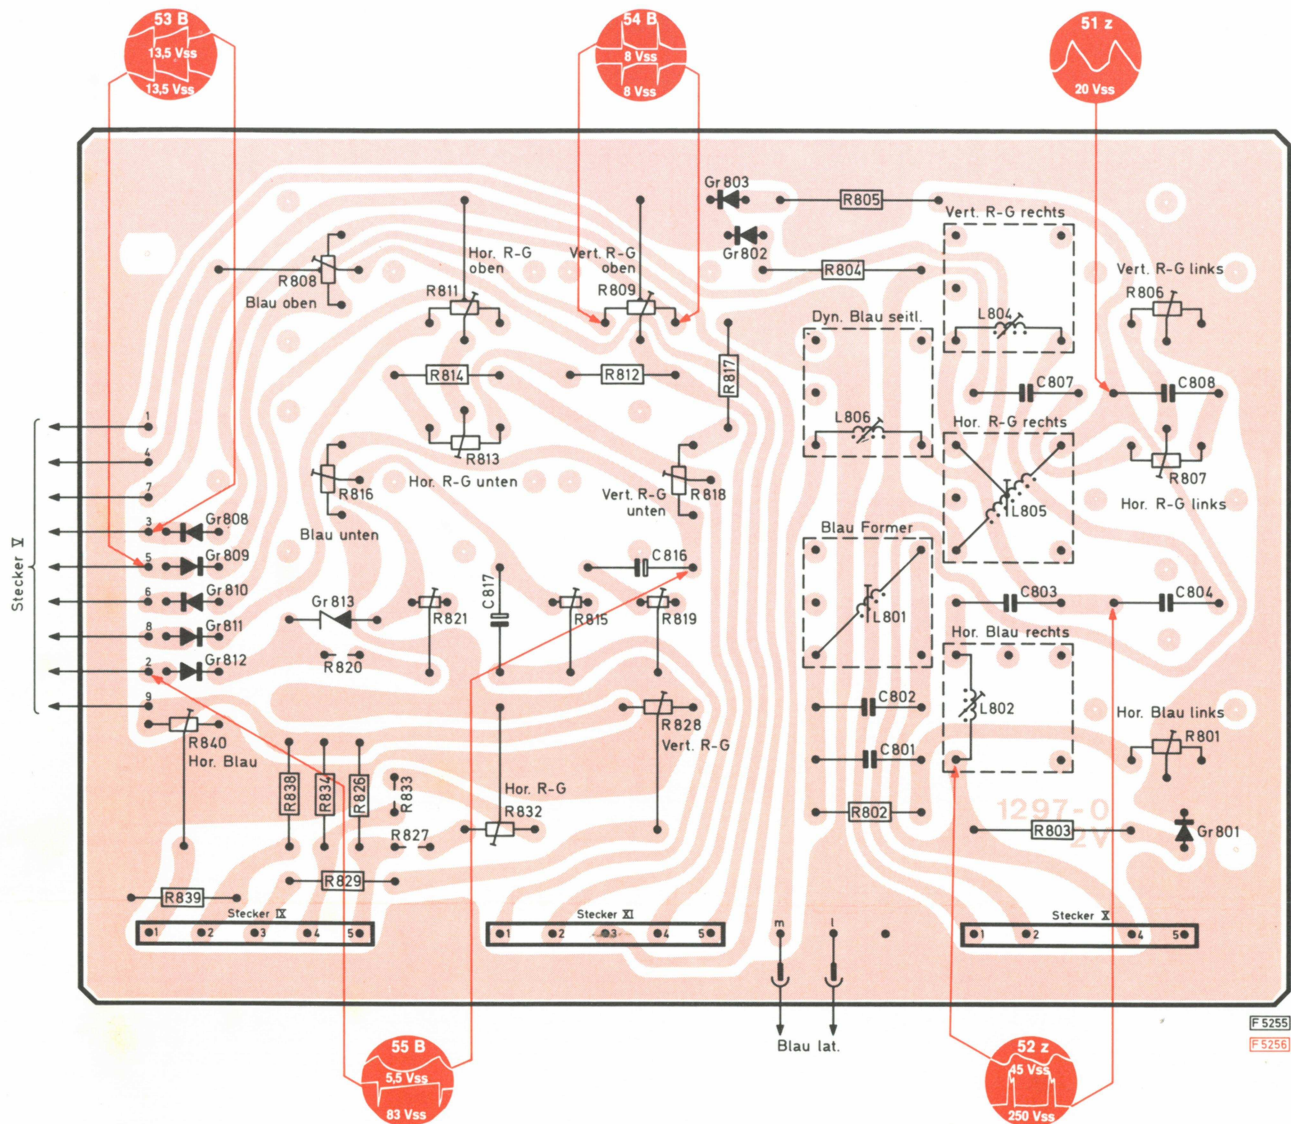 53 B
13,5 Vss
13,5 Vss
54 B
8 Vss
8 Vss
51 z
20 Vss
Gr803
R805
Vert. R-G rechts
Gr802
R804
Hor. R-G
oben
Vert. R-G
oben
R808
Blau oben
R811
R809
Vert. R-G links
R806
L804
Dyn. Blau seitl.
R814
R812
R817
C807
C808
L806
Hor. R-G rechts
R813
Hor. R-G unten
R816
Blau unten
R818
Vert. R-G
unten
R807
Hor. R-G links
L805
Blau Former
Stecker V
1
4
7
3
5
6
8
2
9
Gr808
Gr809
Gr810
Gr811
Gr812
Gr813
R820
R821
C817
C816
R815
R819
L801
C803
C804
Hor. Blau rechts
L802
C802
C801
R802
R840
Hor. Blau
R828
Vert. R-G
Hor. Blau links
R801
R838
R834
R826
R833
R827
Hor. R-G
R832
1297-0
2V
R803
Gr801
R829
R839
Stecker IX
1 2 3 4 5
Stecker XI
1 2 3 4 5
m
l
Stecker X
1 2 4 5
Blau lat.
F 5255
F 5256
55 B
5,5 Vss
83 Vss
52 z
45 Vss
250 Vss